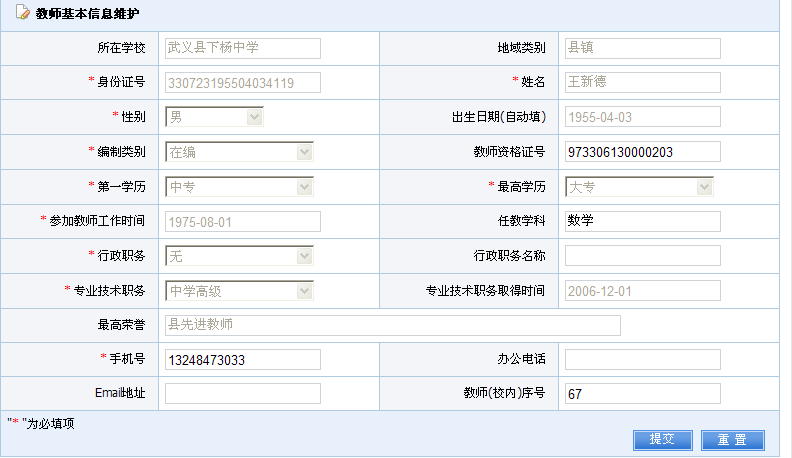 教师基本信息维护
所在学校 武义县下杨中学 地域类别 县镇
* 身份证号 330723195504034119 * 姓名 王新德
* 性别 男 出生日期(自动填) 1955-04-03
* 编制类别 在编 教师资格证号 973306130000203
* 第一学历 中专 * 最高学历 大专
* 参加教师工作时间 1975-08-01 任教学科 数学
* 行政职务 无 行政职务名称
* 专业技术职务 中学高级 专业技术职务取得时间 2006-12-01
最高荣誉 县先进教师
* 手机号 13248473033 办公电话
Email地址 教师(校内)序号 67
"* "为必填项
提交 重 置